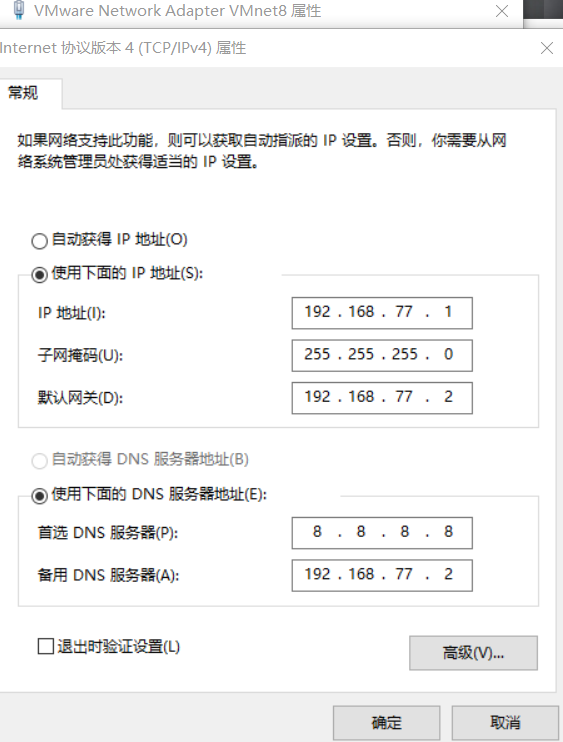 VMware Network Adapter VMnet8 属性
Internet 协议版本 4 (TCP/IPv4) 属性
常规
如果网络支持此功能，则可以获取自动指派的 IP 设置。否则，你需要从网
络系统管理员处获得适当的 IP 设置。
自动获得 IP 地址(O)
使用下面的 IP 地址(S):
IP 地址(I): 192 . 168 . 77 . 1
子网掩码(U): 255 . 255 . 255 . 0
默认网关(D): 192 . 168 . 77 . 2
自动获得 DNS 服务器地址(B)
使用下面的 DNS 服务器地址(E):
首选 DNS 服务器(P): 8 . 8 . 8 . 8
备用 DNS 服务器(A): 192 . 168 . 77 . 2
退出时验证设置(L)
高级(V)...
确定 取消